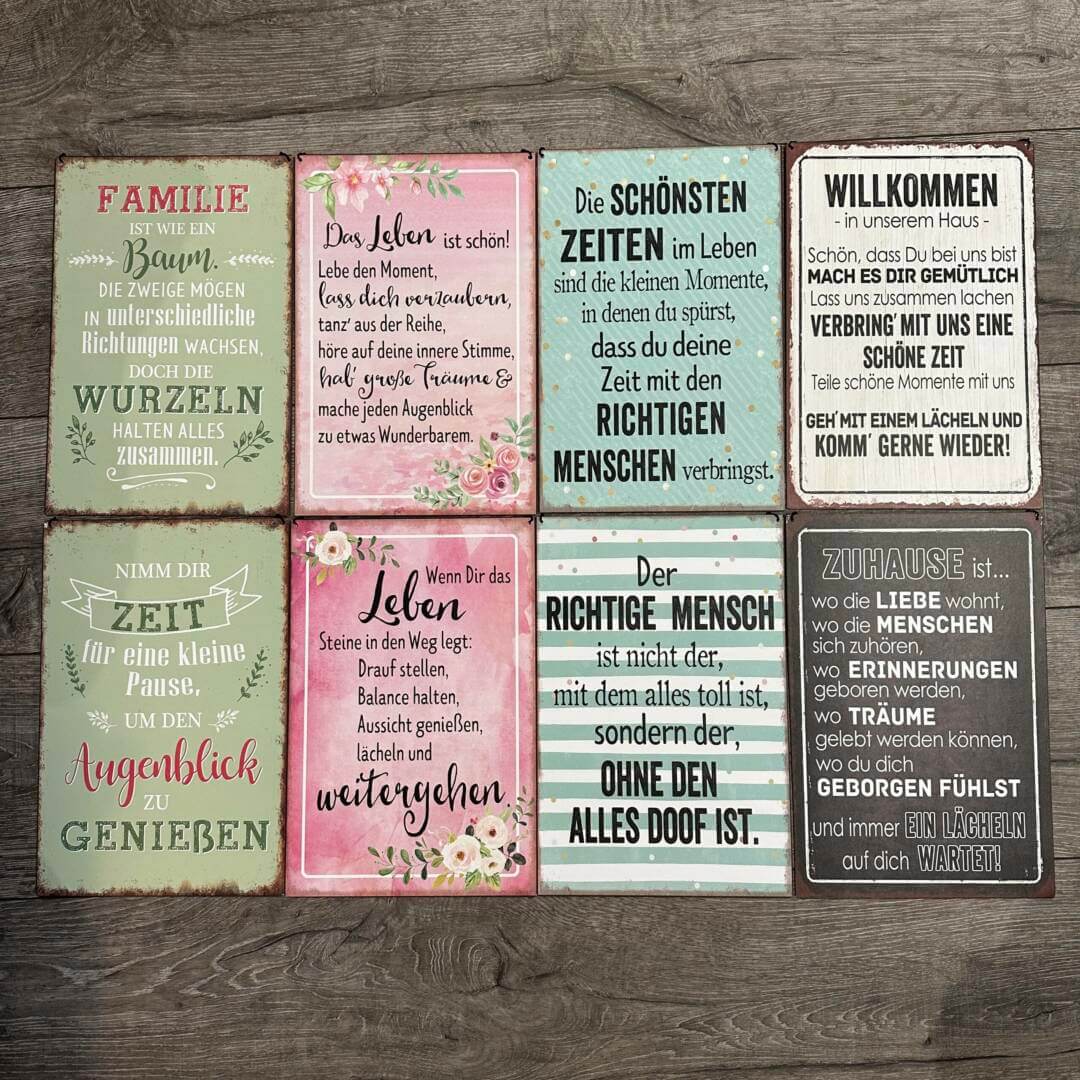 FAMILIE
IST WIE EIN
Baum.
DIE ZWEIGE MÖGEN
IN unterschiedliche
Richtungen WACHSEN,
DOCH DIE
WURZELN
HALTEN ALLES
zusammen.
Das Leben ist schön!
Lebe den Moment,
lass dich verzaubern,
tanz' aus der Reihe,
höre auf deine innere Stimme,
hab' große Träume &
mache jeden Augenblick
zu etwas Wunderbarem.
Die SCHÖNSTEN
ZEITEN im Leben
sind die kleinen Momente,
in denen du spürst,
dass du deine
Zeit mit den
RICHTIGEN
MENSCHEN verbringst.
WILLKOMMEN
- in unserem Haus -
Schön, dass Du bei uns bist
MACH ES DIR GEMÜTLICH
Lass uns zusammen lachen
VERBRING' MIT UNS EINE
SCHÖNE ZEIT
Teile schöne Momente mit uns
GEH' MIT EINEM LÄCHELN UND
KOMM' GERNE WIEDER!
NIMM DIR
ZEIT
für eine kleine
Pause,
UM DEN
Augenblick
ZU
GENIEßEN
Wenn Dir das
Leben
Steine in den Weg legt:
Drauf stellen,
Balance halten,
Aussicht genießen,
lächeln und
weitergehen
Der
RICHTIGE MENSCH
ist nicht der,
mit dem alles toll ist,
sondern der,
OHNE DEN
ALLES DOOF IST.
ZUHAUSE ist...
wo die LIEBE wohnt,
wo die MENSCHEN
sich zuhören,
wo ERINNERUNGEN
geboren werden,
wo TRÄUME
gelebt werden können,
wo du dich
GEBORGEN FÜHLST
und immer EIN LÄCHELN
auf dich WARTET!